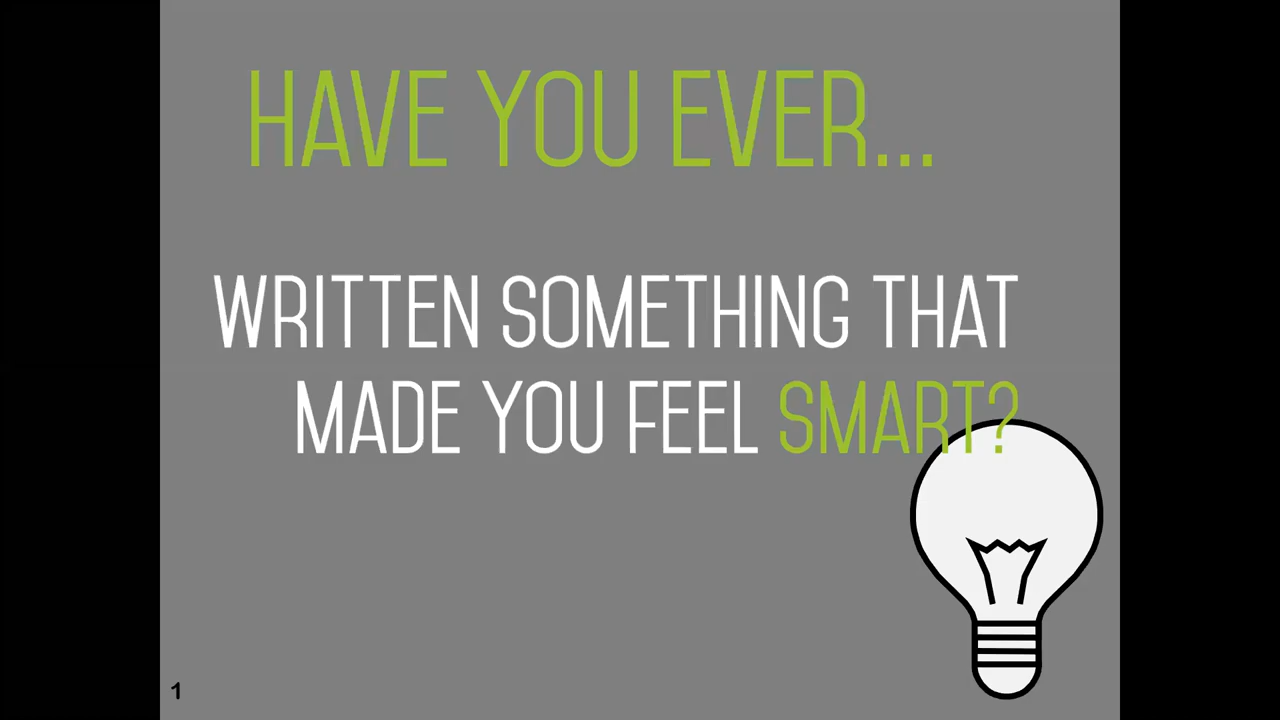 HAVE YOU EVER...
WRITTEN SOMETHING THAT
MADE YOU FEEL SMART?
1